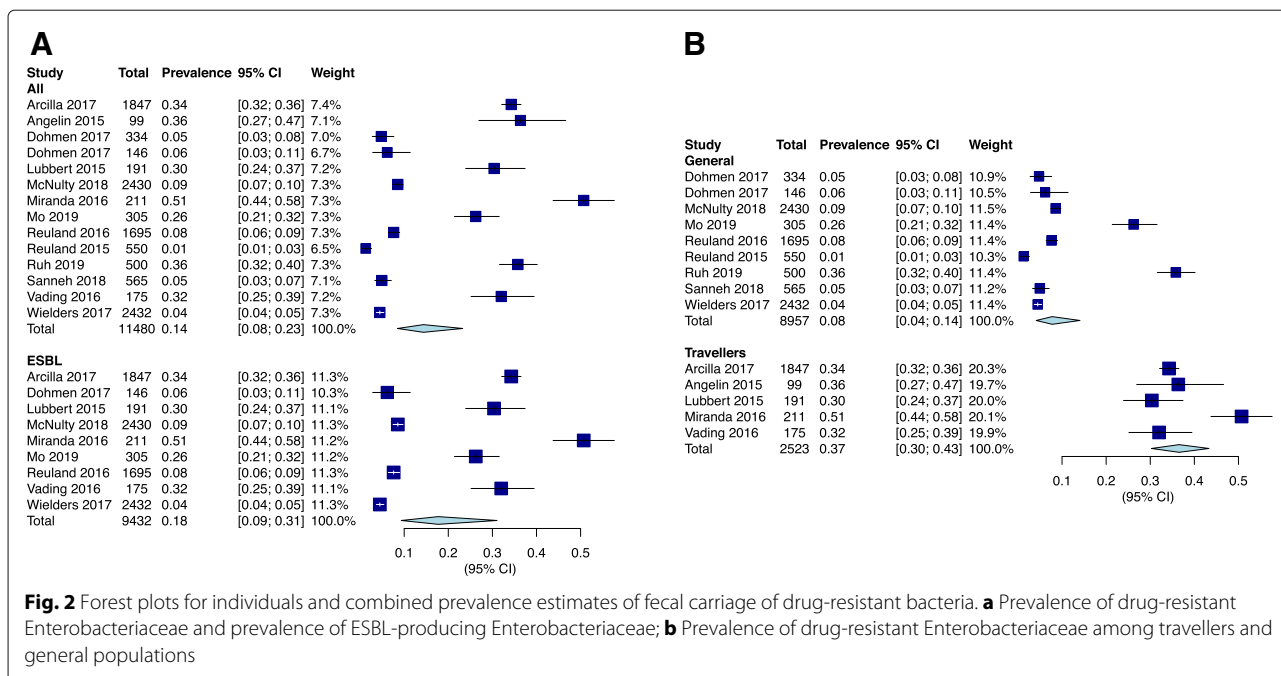 A
Study Total Prevalence 95% CI Weight
All
Arcilla 2017 1847 0.34 [0.32; 0.36] 7.4%
Angelin 2015 99 0.36 [0.27; 0.47] 7.1%
Dohmen 2017 334 0.05 [0.03; 0.08] 7.0%
Dohmen 2017 146 0.06 [0.03; 0.11] 6.7%
Lubbert 2015 191 0.30 [0.24; 0.37] 7.2%
McNulty 2018 2430 0.09 [0.07; 0.10] 7.3%
Miranda 2016 211 0.51 [0.44; 0.58] 7.3%
Mo 2019 305 0.26 [0.21; 0.32] 7.3%
Reuland 2016 1695 0.08 [0.06; 0.09] 7.3%
Reuland 2015 550 0.01 [0.01; 0.03] 6.5%
Ruh 2019 500 0.36 [0.32; 0.40] 7.3%
Sanneh 2018 565 0.05 [0.03; 0.07] 7.1%
Vading 2016 175 0.32 [0.25; 0.39] 7.2%
Wielders 2017 2432 0.04 [0.04; 0.05] 7.3%
Total 11480 0.14 [0.08; 0.23] 100.0%
ESBL
Arcilla 2017 1847 0.34 [0.32; 0.36] 11.3%
Dohmen 2017 146 0.06 [0.03; 0.11] 10.3%
Lubbert 2015 191 0.30 [0.24; 0.37] 11.1%
McNulty 2018 2430 0.09 [0.07; 0.10] 11.3%
Miranda 2016 211 0.51 [0.44; 0.58] 11.2%
Mo 2019 305 0.26 [0.21; 0.32] 11.2%
Reuland 2016 1695 0.08 [0.06; 0.09] 11.3%
Vading 2016 175 0.32 [0.25; 0.39] 11.1%
Wielders 2017 2432 0.04 [0.04; 0.05] 11.3%
Total 9432 0.18 [0.09; 0.31] 100.0%
0.1 0.2 0.3 0.4 0.5
(95% CI)
B
Study Total Prevalence 95% CI Weight
General
Dohmen 2017 334 0.05 [0.03; 0.08] 10.9%
Dohmen 2017 146 0.06 [0.03; 0.11] 10.5%
McNulty 2018 2430 0.09 [0.07; 0.10] 11.5%
Mo 2019 305 0.26 [0.21; 0.32] 11.4%
Reuland 2016 1695 0.08 [0.06; 0.09] 11.4%
Reuland 2015 550 0.01 [0.01; 0.03] 10.3%
Ruh 2019 500 0.36 [0.32; 0.40] 11.4%
Sanneh 2018 565 0.05 [0.03; 0.07] 11.2%
Wielders 2017 2432 0.04 [0.04; 0.05] 11.4%
Total 8957 0.08 [0.04; 0.14] 100.0%
Travellers
Arcilla 2017 1847 0.34 [0.32; 0.36] 20.3%
Angelin 2015 99 0.36 [0.27; 0.47] 19.7%
Lubbert 2015 191 0.30 [0.24; 0.37] 20.0%
Miranda 2016 211 0.51 [0.44; 0.58] 20.1%
Vading 2016 175 0.32 [0.25; 0.39] 19.9%
Total 2523 0.37 [0.30; 0.43] 100.0%
0.1 0.2 0.3 0.4 0.5
(95% CI)
Fig. 2 Forest plots for individuals and combined prevalence estimates of fecal carriage of drug-resistant bacteria. a Prevalence of drug-resistant
Enterobacteriaceae and prevalence of ESBL-producing Enterobacteriaceae; b Prevalence of drug-resistant Enterobacteriaceae among travellers and
general populations